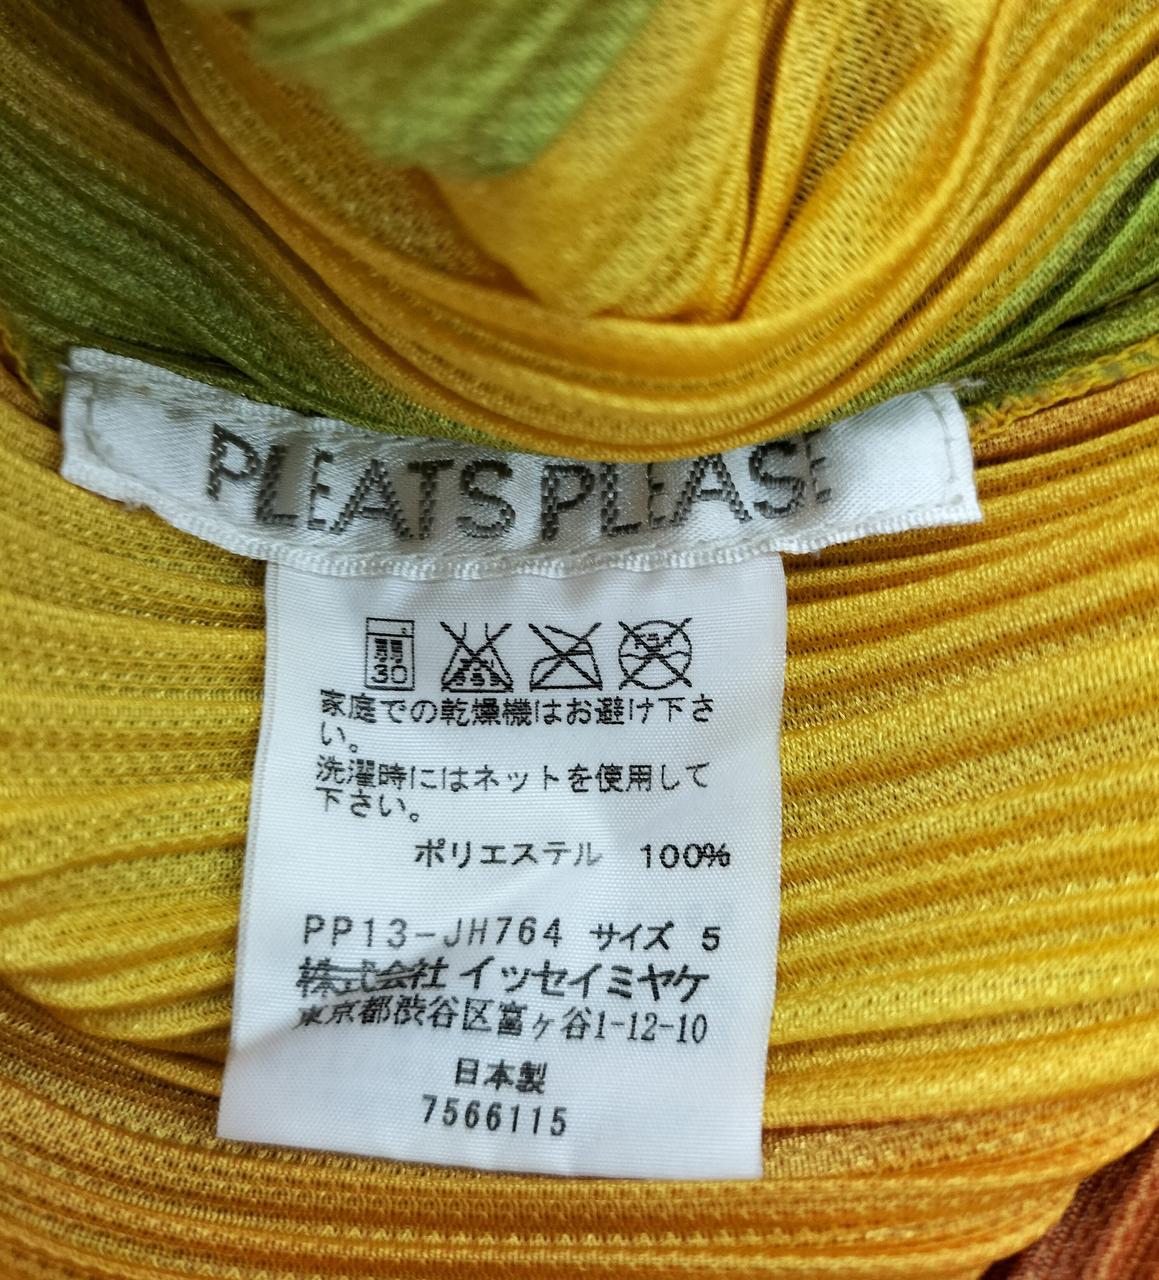 PLEATS PLEASE
30
家庭での乾燥機はお避け下さ
い。
洗濯時にはネットを使用して
下さい。
ポリエステル 100%
PP13-JH764 サイズ 5
株式会社 イッセイミヤケ
東京都渋谷区富ヶ谷1-12-10
日本製
7566115